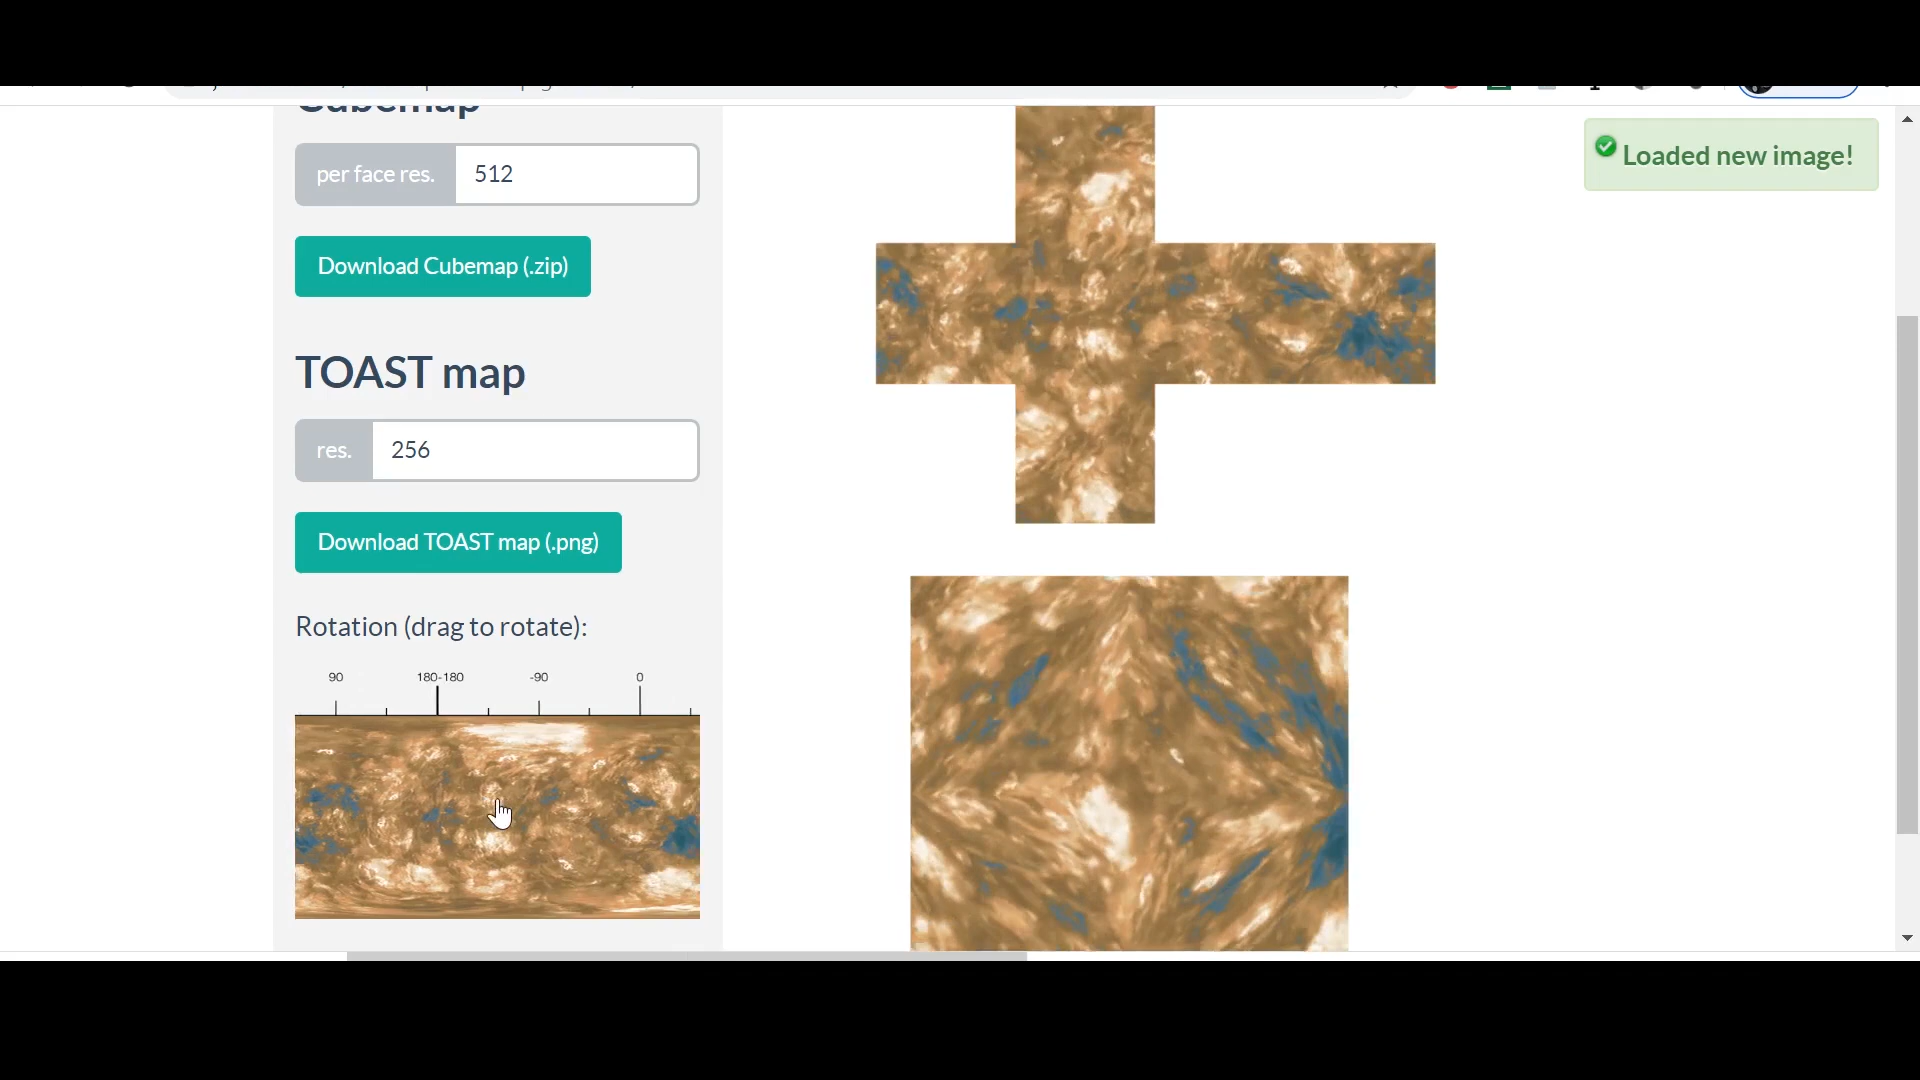 Cubemap
per face res. 512
Download Cubemap (.zip)
TOAST map
res. 256
Download TOAST map (.png)
Rotation (drag to rotate):
90 180-180 -90 0
Loaded new image!